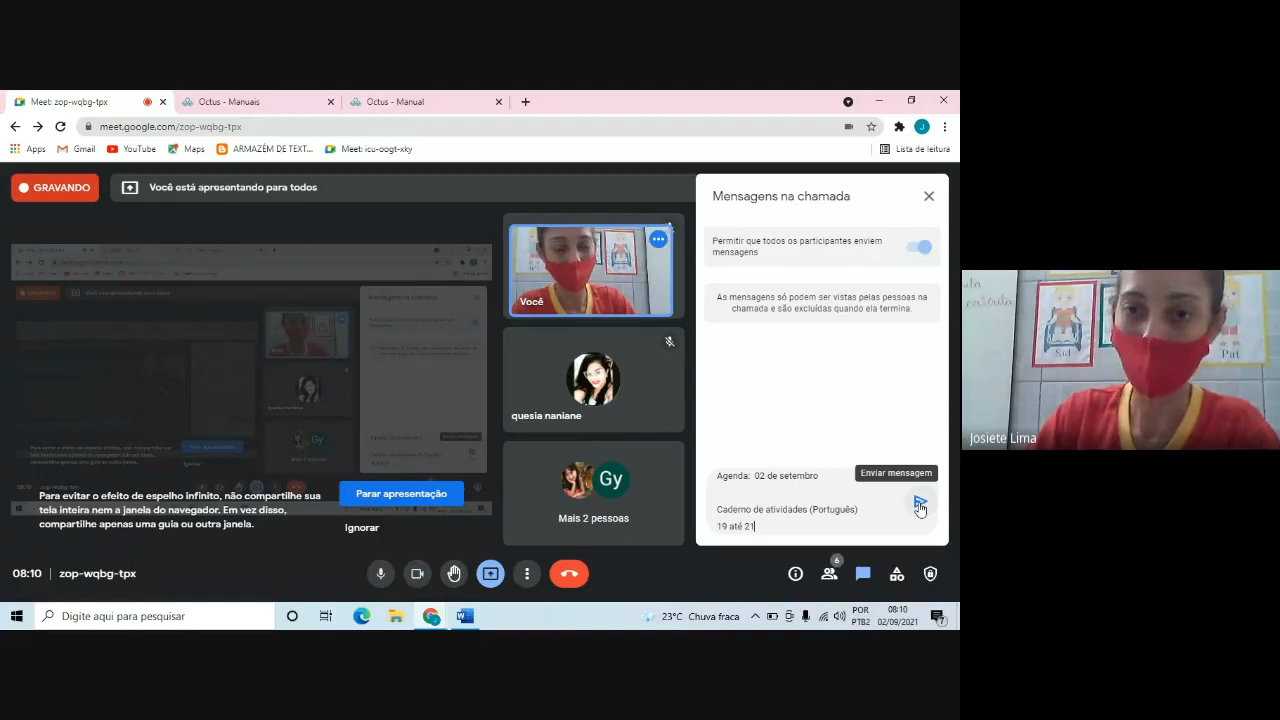 Meet: zop-wqbg-tpx
Octus - Manuais
Octus - Manual
meet.google.com/zop-wqbg-tpx
Apps
Gmail
YouTube
Maps
ARMAZÉM DE TEXT...
Meet: icu-oogt-xky
Lista de leitura
GRAVANDO
Você está apresentando para todos
Mensagens na chamada
Permitir que todos os participantes enviem
mensagens
As mensagens só podem ser vistas pelas pessoas na
chamada e são excluídas quando ela termina.
Você
quesia naniane
Gy
Mais 2 pessoas
Para evitar o efeito de espelho infinito, não compartilhe sua
tela inteira nem a janela do navegador. Em vez disso,
compartilhe apenas uma guia ou outra janela.
Parar apresentação
Ignorar
Agenda: 02 de setembro
Enviar mensagem
Caderno de atividades (Português)
19 até 21
08:10
zop-wqbg-tpx
6
Digite aqui para pesquisar
23°C Chuva fraca
POR
PTB2
08:10
02/09/2021
7
Sid
Pat
Josiete Lima